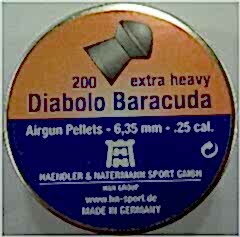 200 extra heavy
Diabolo Baracuda
Airgun Pellets - 6,35 mm - .25 cal.
HAENDLER & NATERMANN SPORT GMBH
H&N GROUP
www.hn-sport.de
MADE IN GERMANY